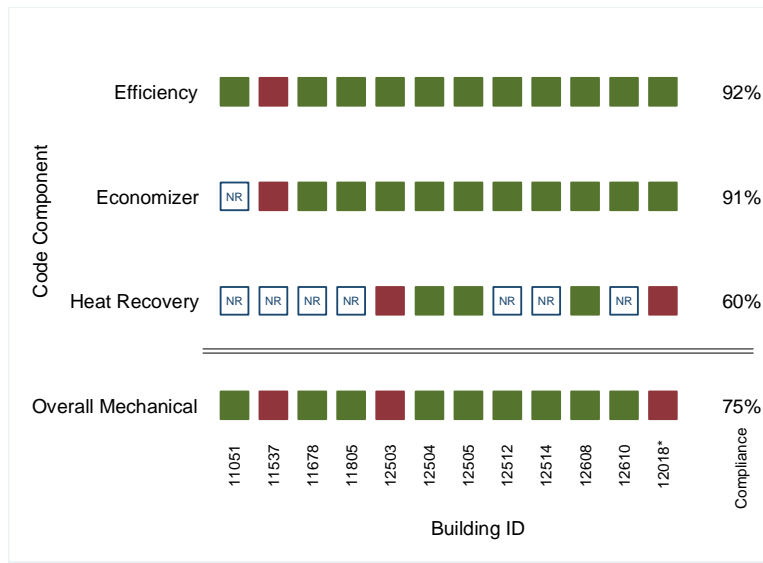 Code Component
Efficiency 92%
NR
Economizer 91%
NR NR NR NR NR NR NR
Heat Recovery 60%
Overall Mechanical 75%
11051 11537 11678 11805 12503 12504 12505 12512 12514 12608 12610 12018* Compliance
Building ID